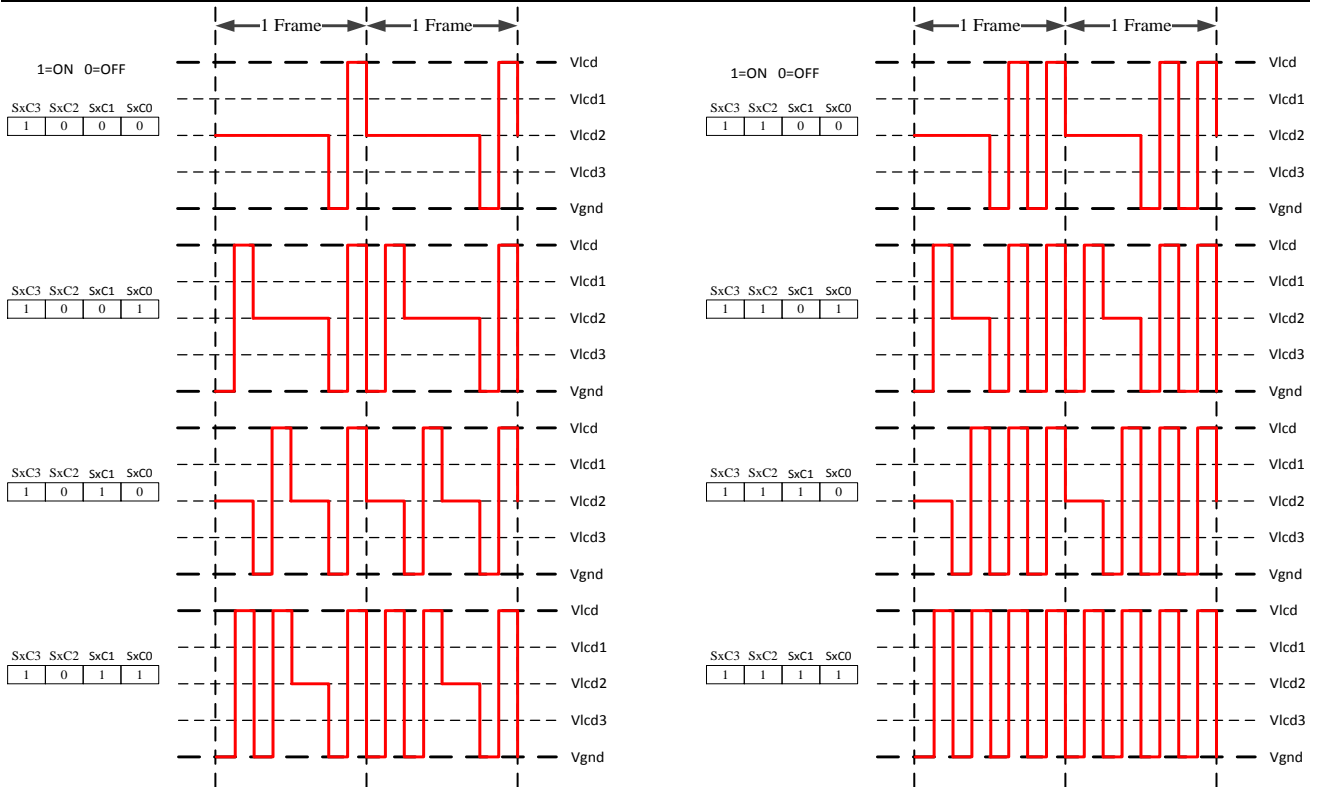 1 Frame 1 Frame
1=ON 0=OFF
SxC3 SxC2 SxC1 SxC0
1 0 0 0
Vlcd
Vlcd1
Vlcd2
Vlcd3
Vgnd
SxC3 SxC2 SxC1 SxC0
1 0 0 1
Vlcd
Vlcd1
Vlcd2
Vlcd3
Vgnd
SxC3 SxC2 SxC1 SxC0
1 0 1 0
Vlcd
Vlcd1
Vlcd2
Vlcd3
Vgnd
SxC3 SxC2 SxC1 SxC0
1 0 1 1
Vlcd
Vlcd1
Vlcd2
Vlcd3
Vgnd
1 Frame 1 Frame
1=ON 0=OFF
SxC3 SxC2 SxC1 SxC0
1 1 0 0
Vlcd
Vlcd1
Vlcd2
Vlcd3
Vgnd
SxC3 SxC2 SxC1 SxC0
1 1 0 1
Vlcd
Vlcd1
Vlcd2
Vlcd3
Vgnd
SxC3 SxC2 SxC1 SxC0
1 1 1 0
Vlcd
Vlcd1
Vlcd2
Vlcd3
Vgnd
SxC3 SxC2 SxC1 SxC0
1 1 1 1
Vlcd
Vlcd1
Vlcd2
Vlcd3
Vgnd